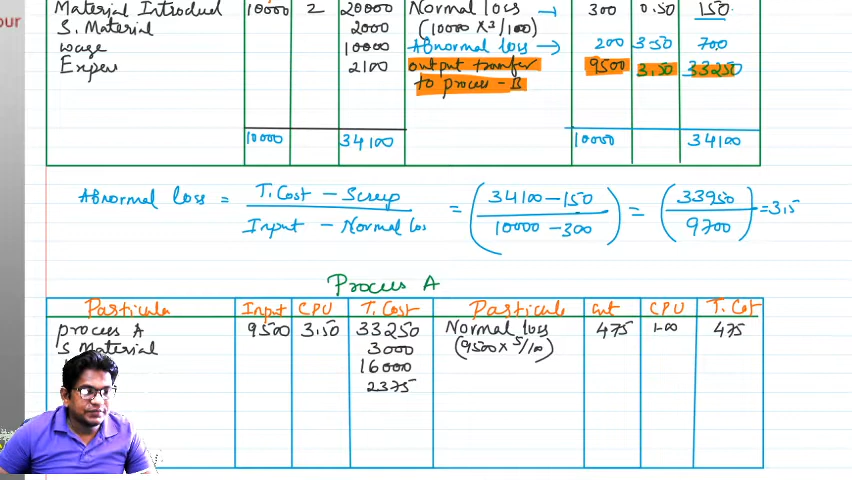 our
Material Introducd 10000 2 20000 Normal loss → 300 0.50 150
S. Material 2000 (10000 x 3/100)
wage 10000 Abnormal loss → 200 3.50 700
Expen 2100 output transfer 9500 3.50 33250
to process - B
10000 34100 10000 34100
Abnormal loss = T. Cost - Scrap / Input - Normal los = (34100 - 150 / 10000 - 300) = (33950 / 9700) = 3.5
Process A
Particula Input CPU T. Cost Particula unt CPU T. Cot
process A 9500 3.50 33250 Normal loss 475 1.00 475
S Material 3000 (9500 x 5/100)
16000
2375